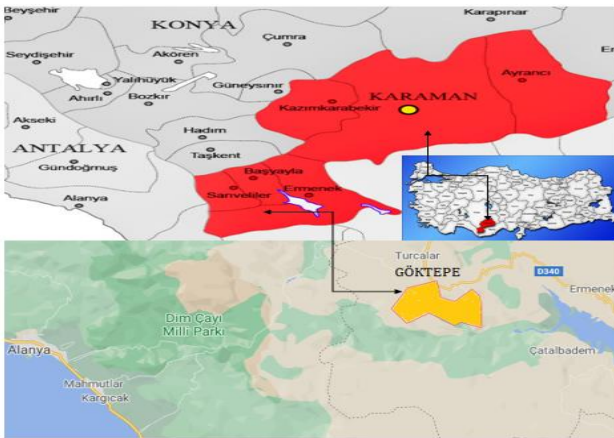 Beyşehir
KONYA
Karapınar
Çumra
Seydişehir
Akören
Yalıhüyük
Ayrancı
Ahırlı
Bozkır
Güneysınır
KARAMAN
Kazımkarabekir
Akseki
Hadım
ANTALYA
Taşkent
Gündoğmuş
Başyayla
Sarıveliler
Ermenek
Alanya
Turcalar
GÖKTEPE
D340
Ermenek
Dim Çayı
Milli Parkı
Alanya
Çatalbadem
Mahmutlar
Kargıcak